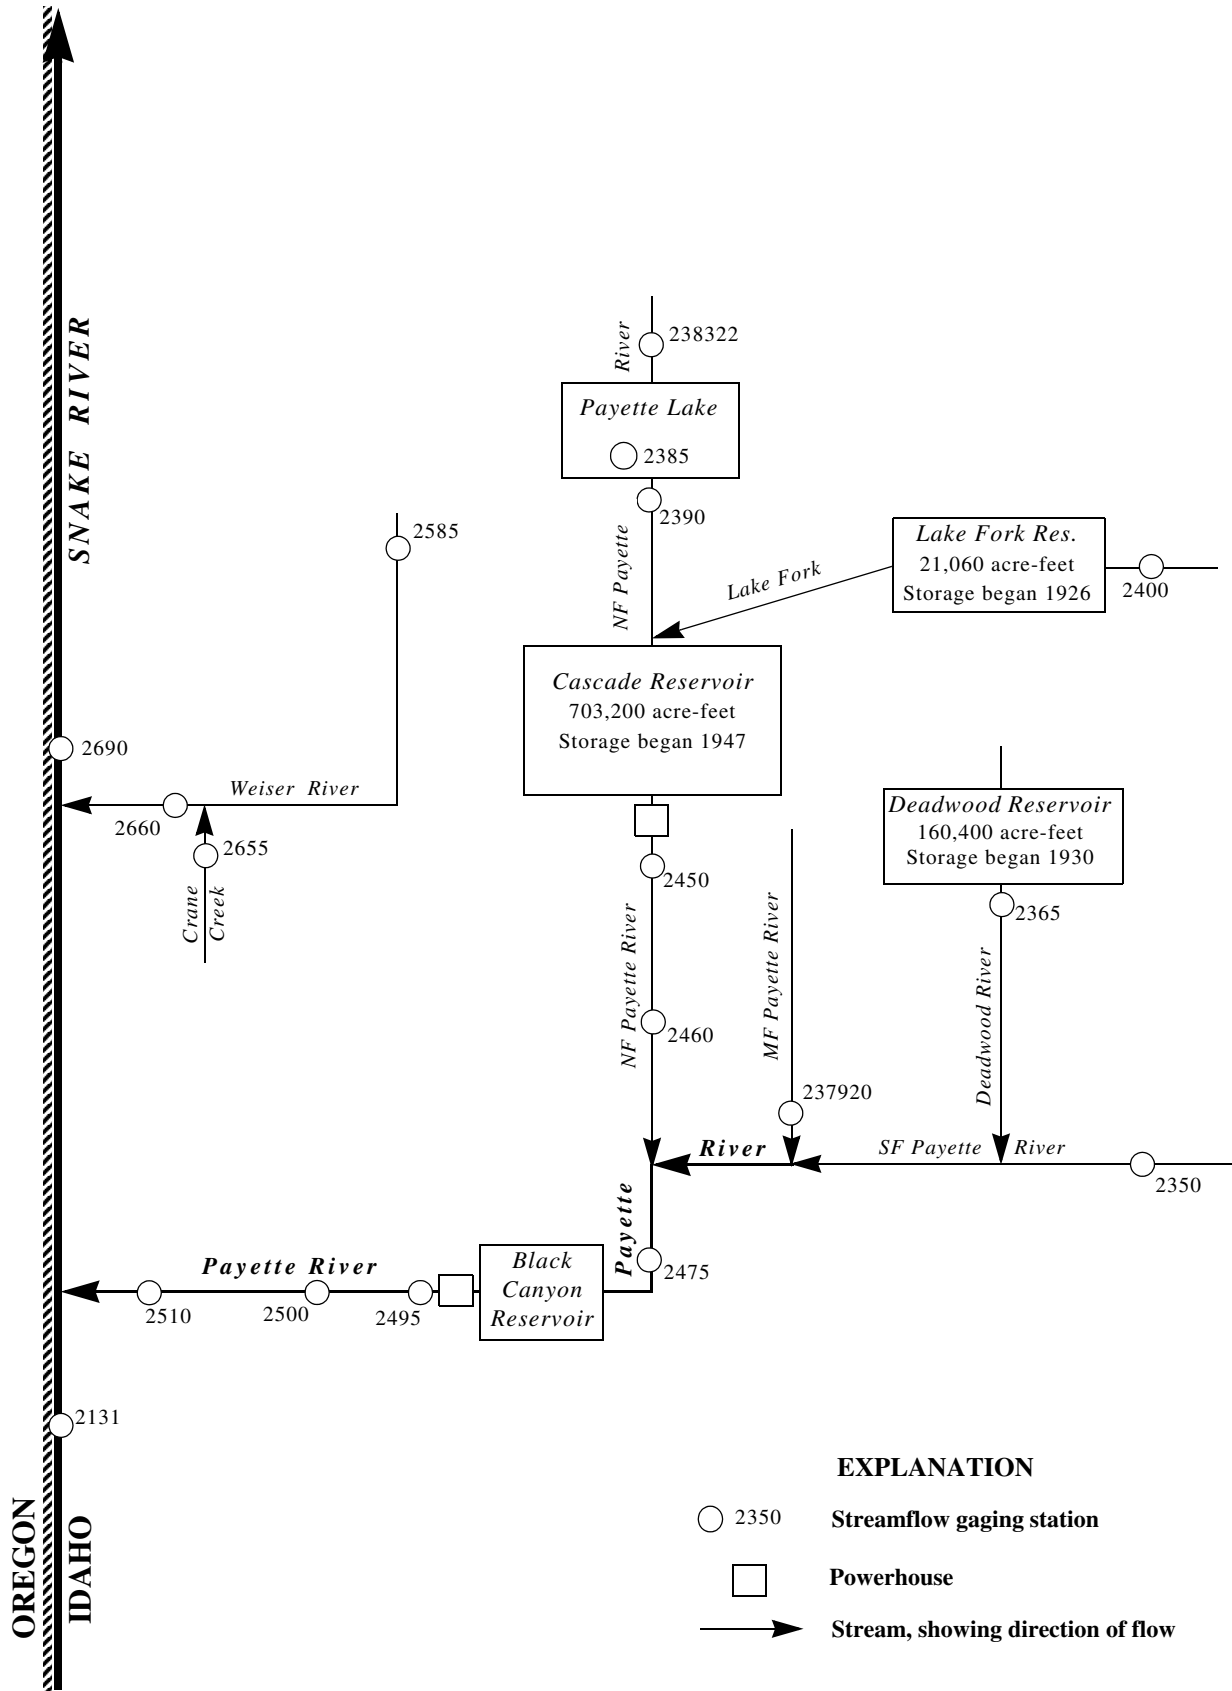 238322
River
Payette Lake
2385
2390
SNAKE RIVER
2585
NF Payette
Lake Fork
Lake Fork Res.
21,060 acre-feet
Storage began 1926
2400
Cascade Reservoir
703,200 acre-feet
Storage began 1947
2690
Weiser River
2660
2655
Crane
Creek
2450
Deadwood Reservoir
160,400 acre-feet
Storage began 1930
2365
NF Payette River
MF Payette River
Deadwood River
2460
237920
River
SF Payette River
2350
Payette
2475
Black
Canyon
Reservoir
Payette River
2510
2500
2495
2131
OREGON
IDAHO
EXPLANATION
2350 Streamflow gaging station
Powerhouse
Stream, showing direction of flow